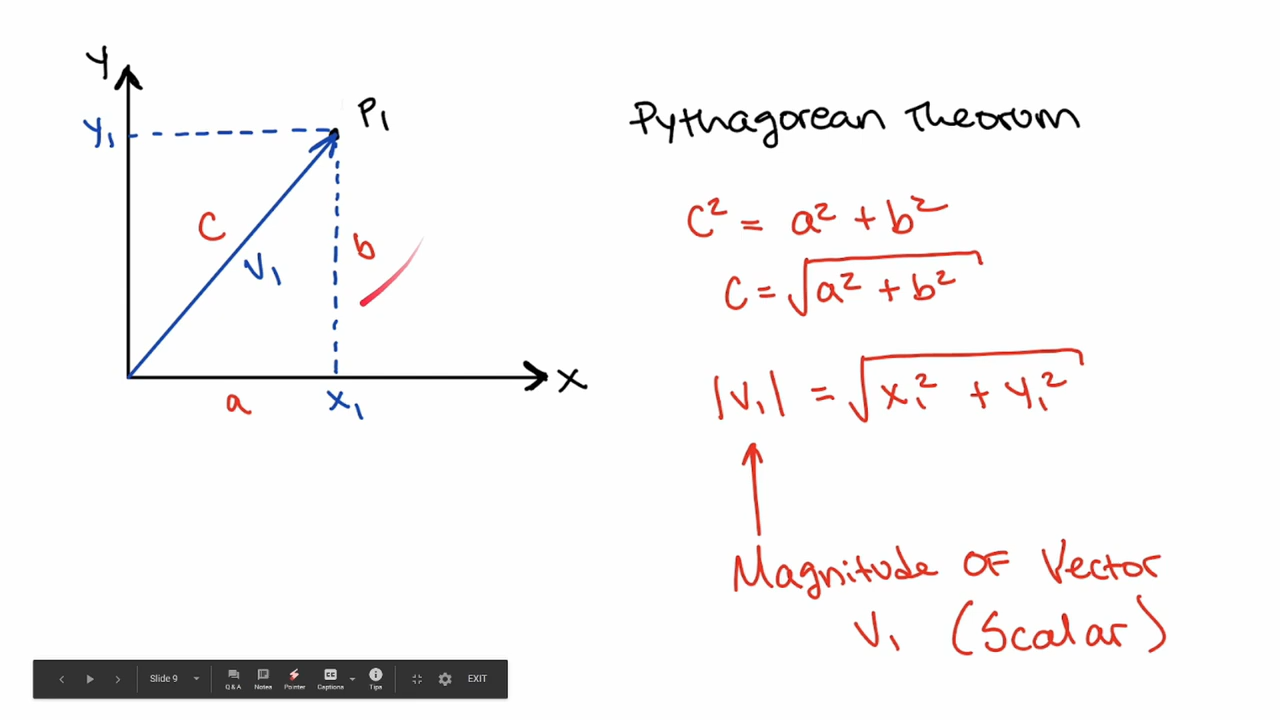 Y
P₁
Y₁
C
V₁
b
X
a
X₁
Pythagorean Theorum
C² = a² + b²
C = √a² + b²
|V₁| = √X₁² + Y₁²
Magnitude OF Vector
V₁ (Scalar)
Slide 9
Q & A
Notes
Pointer
Captions
Tips
EXIT